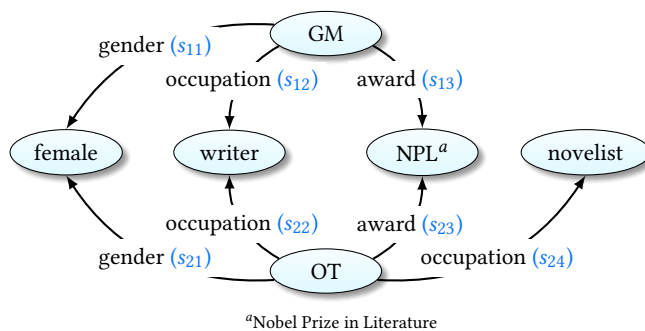 GM
gender (s11)
occupation (s12) award (s13)
female writer NPLᵃ novelist
occupation (s22) award (s23)
gender (s21) occupation (s24)
OT
ᵃNobel Prize in Literature